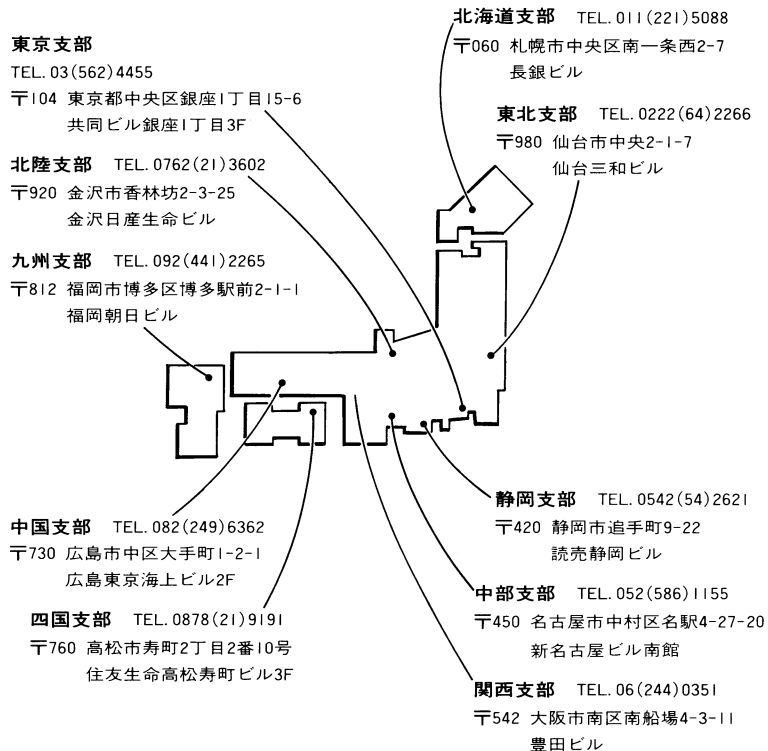 北海道支部 TEL. 011(221)5088
〒060 札幌市中央区南一条西2-7
長銀ビル
東京支部
TEL. 03(562)4455
〒104 東京都中央区銀座1丁目15-6
共同ビル銀座1丁目3F
東北支部 TEL. 0222(64)2266
〒980 仙台市中央2-1-7
仙台三和ビル
北陸支部 TEL. 0762(21)3602
〒920 金沢市香林坊2-3-25
金沢日産生命ビル
九州支部 TEL. 092(441)2265
〒812 福岡市博多区博多駅前2-1-1
福岡朝日ビル
中国支部 TEL. 082(249)6362
〒730 広島市中区大手町1-2-1
広島東京海上ビル2F
四国支部 TEL. 0878(21)9191
〒760 高松市寿町2丁目2番10号
住友生命高松寿町ビル3F
静岡支部 TEL. 0542(54)2621
〒420 静岡市追手町9-22
読売静岡ビル
中部支部 TEL. 052(586)1155
〒450 名古屋市中村区名駅4-27-20
新名古屋ビル南館
関西支部 TEL. 06(244)0351
〒542 大阪市南区南船場4-3-11
豊田ビル